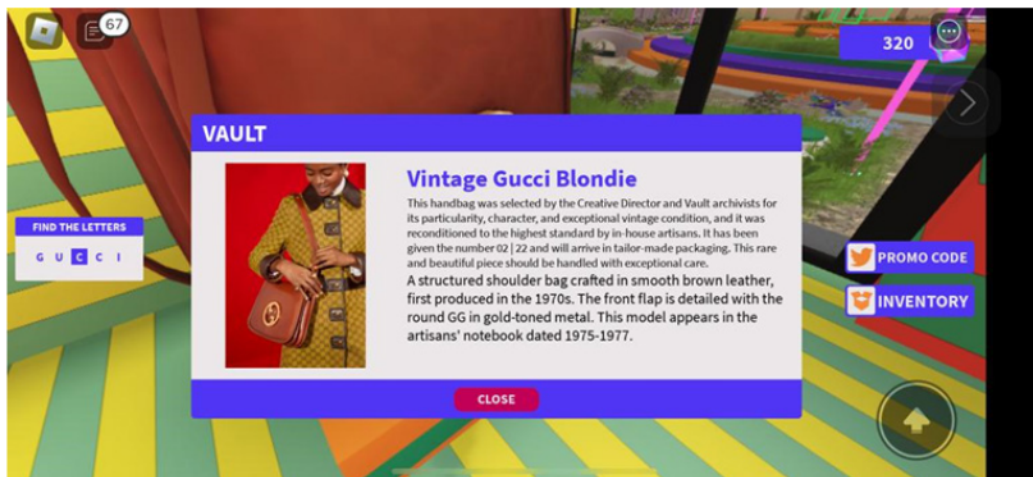 67
320
VAULT
Vintage Gucci Blondie
This handbag was selected by the Creative Director and Vault archivists for
its particularity, character, and exceptional vintage condition, and it was
reconditioned to the highest standard by in-house artisans. It has been
given the number 02 | 22 and will arrive in tailor-made packaging. This rare
and beautiful piece should be handled with exceptional care.
A structured shoulder bag crafted in smooth brown leather,
first produced in the 1970s. The front flap is detailed with the
round GG in gold-toned metal. This model appears in the
artisans' notebook dated 1975-1977.
CLOSE
FIND THE LETTERS
G U C C I
PROMO CODE
INVENTORY